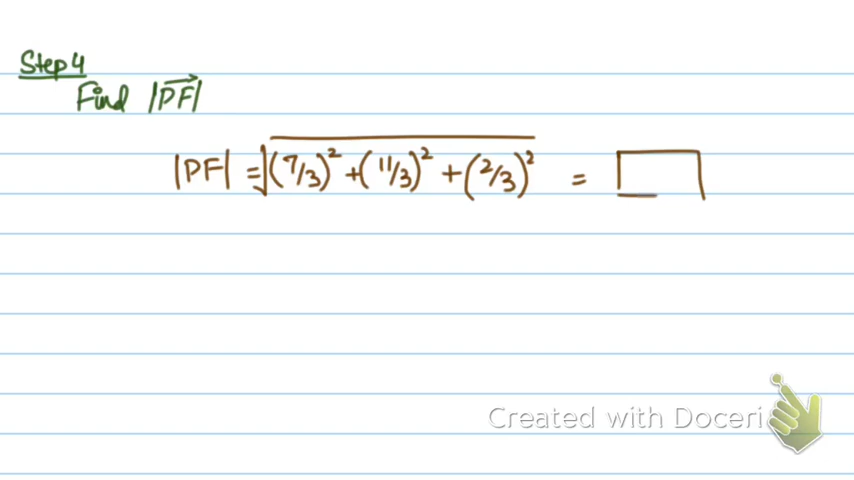 Step 4
Find |PF|
|PF| = √(7/3)² + (11/3)² + (2/3)² =
Created with Doceri